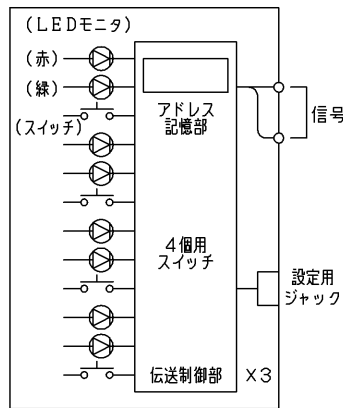 (LEDモニタ)
(赤)
(緑)
(スイッチ)
アドレス
記憶部
信号
4個用
スイッチ
設定用
ジャック
伝送制御部
X3